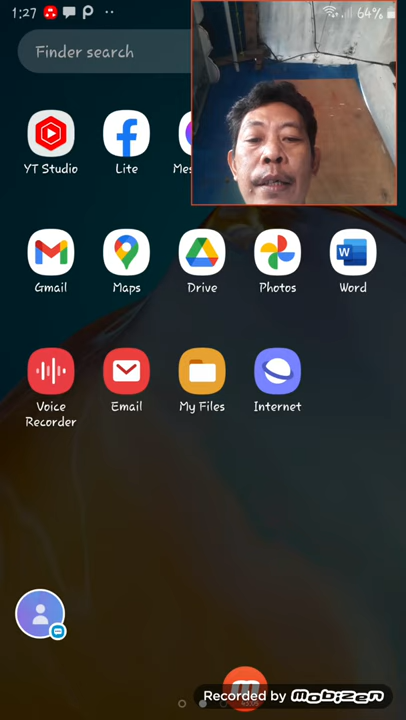 1:27
64%
Finder search
YT Studio
Lite
Mes
Gmail
Maps
Drive
Photos
Word
Voice
Recorder
Email
My Files
Internet
Recorded by mobizen